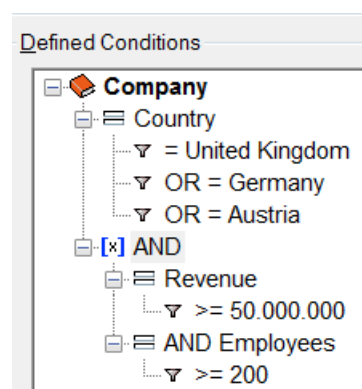 Defined Conditions
Company
Country
= United Kingdom
OR = Germany
OR = Austria
[x] AND
Revenue
>= 50.000.000
AND Employees
>= 200